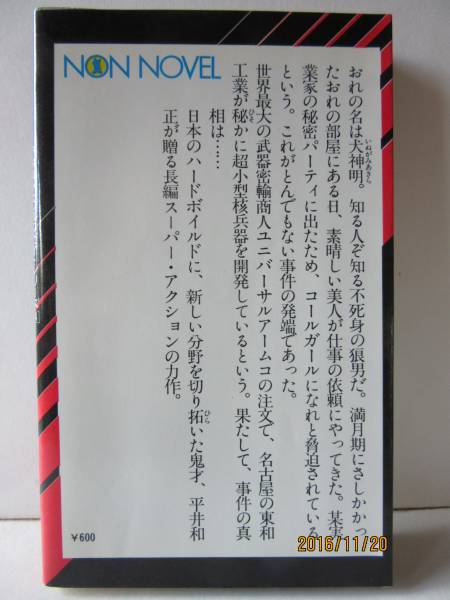 NON NOVEL
おれの名は犬神明。知る人ぞ知る不死身の狼男だ。満月期にさしかかっ
いぬがみあきら
たおれの部屋にある日、素晴しい美人が仕事の依頼にやってきた。某実
業家の秘密パーティに出たため、コールガールになれと脅迫されている
という。これがとんでもない事件の発端であった。
世界最大の武器密輸商人ユニバーサルアームコの注文で、名古屋の東和
工業が秘かに超小型核兵器を開発しているという。果たして、事件の真
ひそ
相は……
日本のハードボイルドに、新しい分野を切り拓いた鬼才、平井和
ひら
正が贈る長編スーパー・アクションの力作。
￥600
2016/11/20